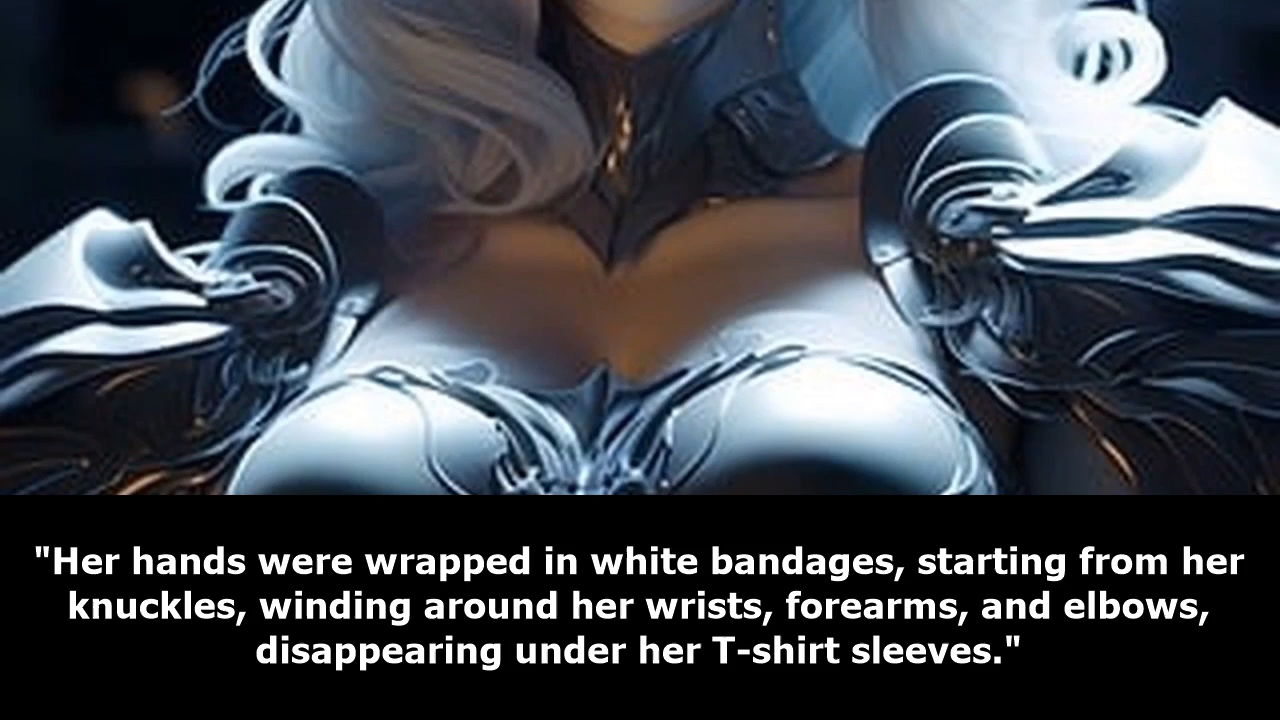 "Her hands were wrapped in white bandages, starting from her
knuckles, winding around her wrists, forearms, and elbows,
disappearing under her T-shirt sleeves."